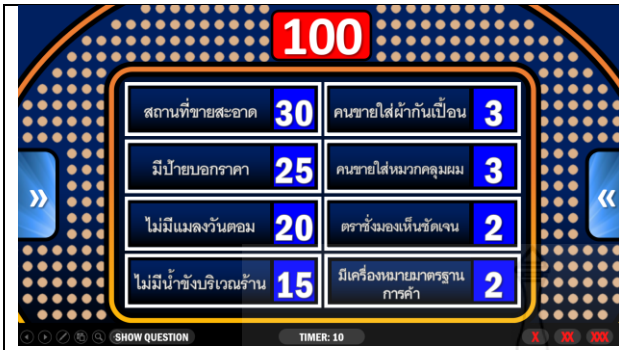 100
สถานที่ขายสะอาด 30
คนขายใส่ผ้ากันเปื้อน 3
มีป้ายบอกราคา 25
คนขายใส่หมวกคลุมผม 3
ไม่มีแมลงวันตอม 20
ตราชั่งมองเห็นชัดเจน 2
ไม่มีน้ำขังบริเวณร้าน 15
มีเครื่องหมายมาตรฐาน
การค้า 2
SHOW QUESTION
TIMER: 10
X XX XXX